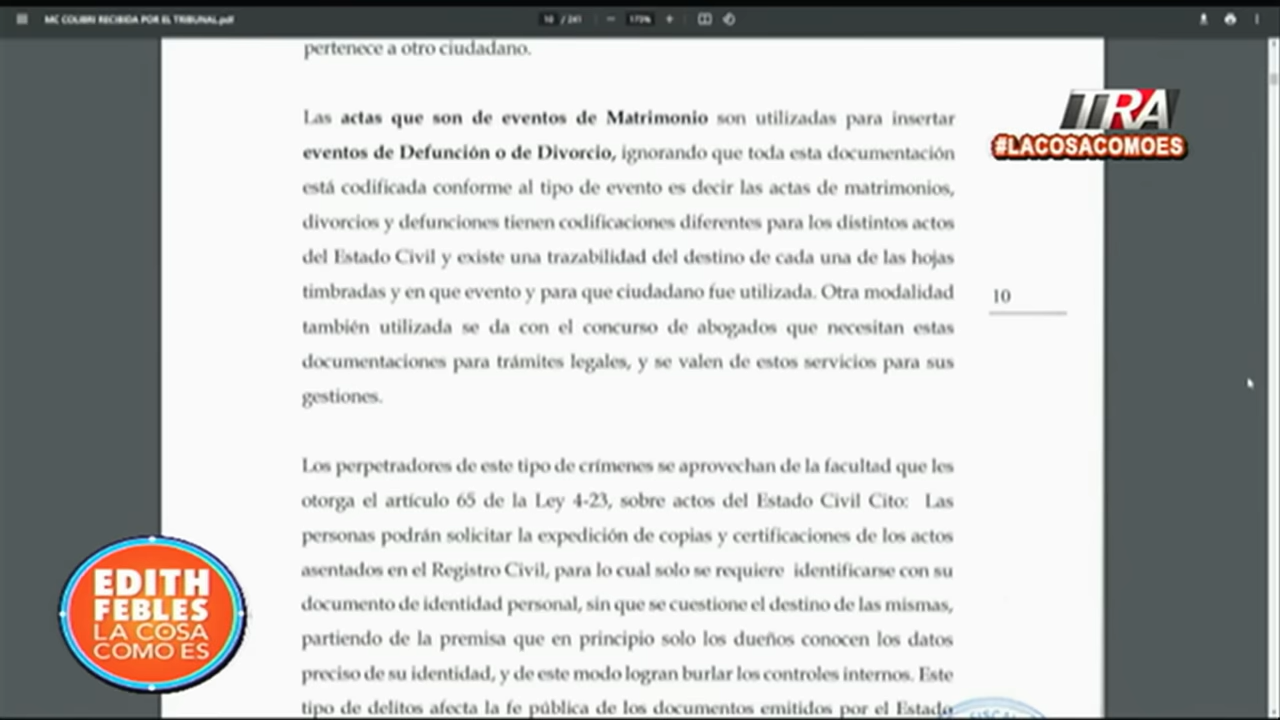 MC COLIBRI RECIBIDA POR EL TRIBUNAL.pdf
10 / 241
170%
pertenece a otro ciudadano.
Las actas que son de eventos de Matrimonio son utilizadas para insertar
eventos de Defunción o de Divorcio, ignorando que toda esta documentación
está codificada conforme al tipo de evento es decir las actas de matrimonios,
divorcios y defunciones tienen codificaciones diferentes para los distintos actos
del Estado Civil y existe una trazabilidad del destino de cada una de las hojas
timbradas y en que evento y para que ciudadano fue utilizada. Otra modalidad
también utilizada se da con el concurso de abogados que necesitan estas
documentaciones para trámites legales, y se valen de estos servicios para sus
gestiones.
10
Los perpetradores de este tipo de crímenes se aprovechan de la facultad que les
otorga el artículo 65 de la Ley 4-23, sobre actos del Estado Civil Cito: Las
personas podrán solicitar la expedición de copias y certificaciones de los actos
asentados en el Registro Civil, para lo cual solo se requiere identificarse con su
documento de identidad personal, sin que se cuestione el destino de las mismas,
partiendo de la premisa que en principio solo los dueños conocen los datos
preciso de su identidad, y de este modo logran burlar los controles internos. Este
tipo de delitos afecta la fe pública de los documentos emitidos por el Estado
TRA
#LACOSACOMOES
EDITH
FEBLES
LA COSA
COMO ES